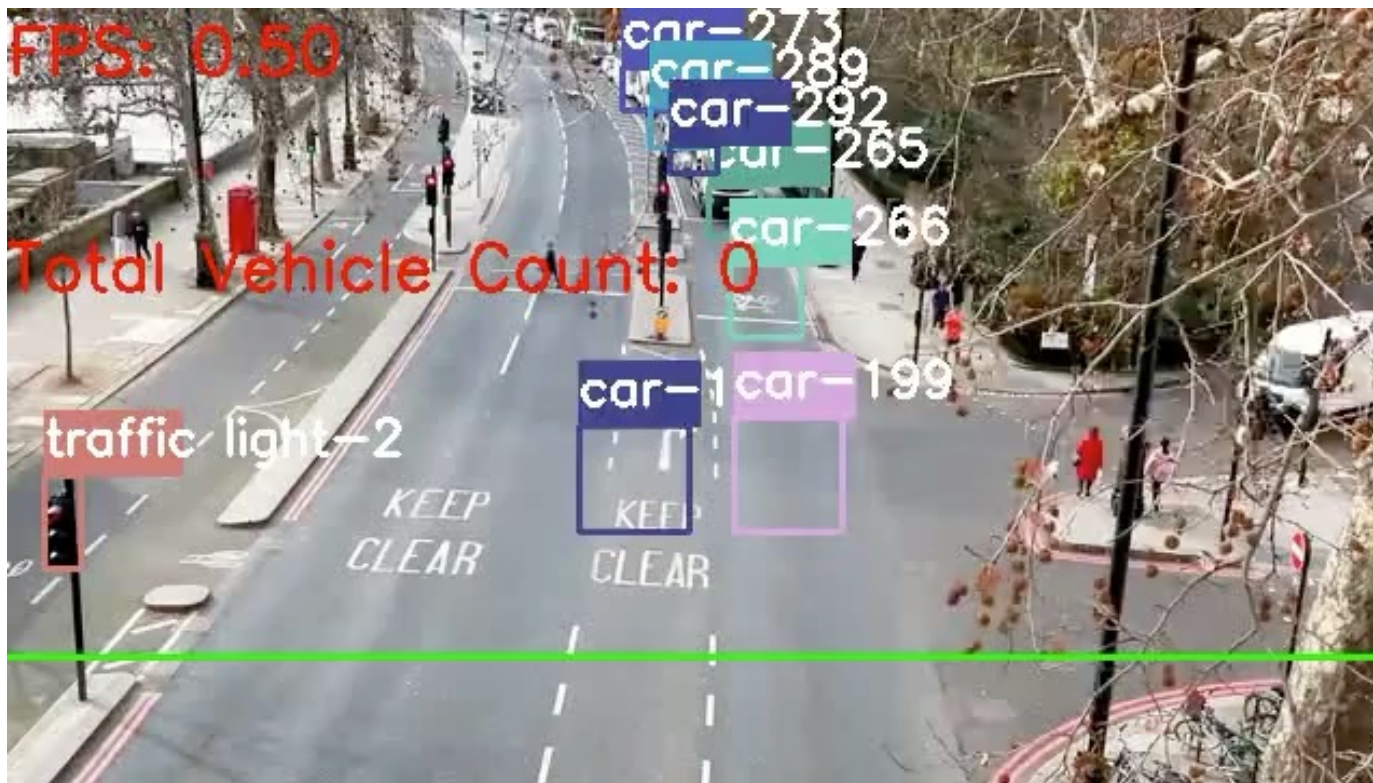 FPS: 0.50
car-273
car-289
car-292
car-265
car-266
Total Vehicle Count: 0
car-1
car-199
traffic light-2
KEEP
CLEAR
KEEP
CLEAR